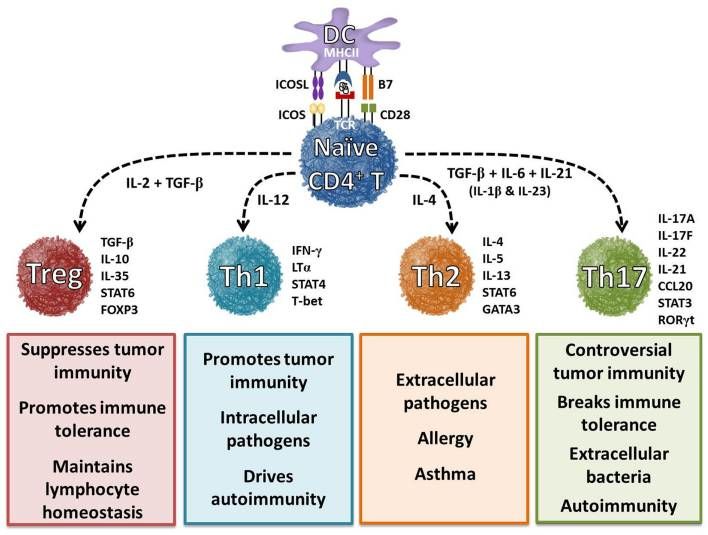 DC
MHCII
ICOSL
B7
ICOS
CD28
TCR
Naïve
CD4⁺ T
IL-2 + TGF-β
IL-12
IL-4
TGF-β + IL-6 + IL-21
(IL-1β & IL-23)
Treg
TGF-β
IL-10
IL-35
STAT6
FOXP3
Th1
IFN-γ
LTα
STAT4
T-bet
Th2
IL-4
IL-5
IL-13
STAT6
GATA3
Th17
IL-17A
IL-17F
IL-22
IL-21
CCL20
STAT3
RORγt
Suppresses tumor
immunity
Promotes immune
tolerance
Maintains
lymphocyte
homeostasis
Promotes tumor
immunity
Intracellular
pathogens
Drives
autoimmunity
Extracellular
pathogens
Allergy
Asthma
Controversial
tumor immunity
Breaks immune
tolerance
Extracellular
bacteria
Autoimmunity